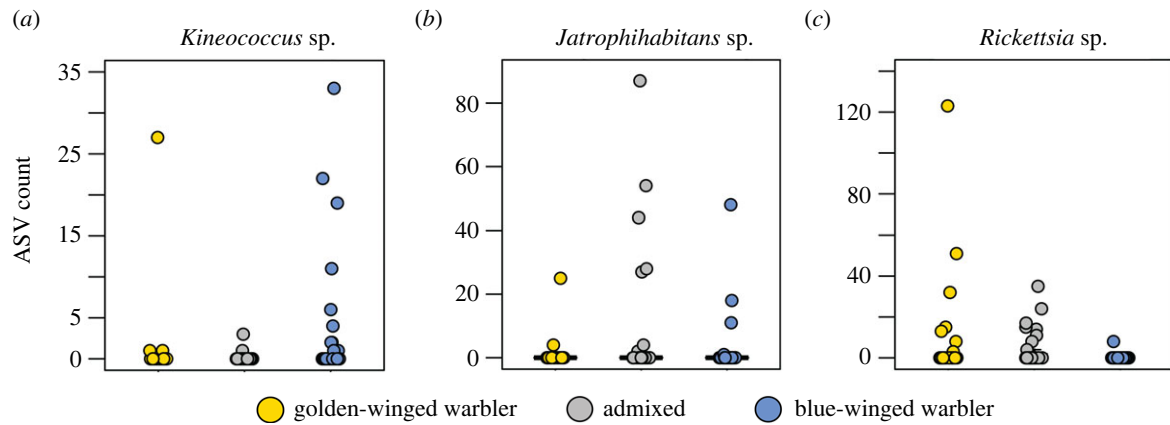 (a)
Kineococcus sp.
35
25
15
5
0
ASV count
(b)
Jatrophihabitans sp.
80
60
40
20
0
(c)
Rickettsia sp.
120
80
40
0
golden-winged warbler
admixed
blue-winged warbler